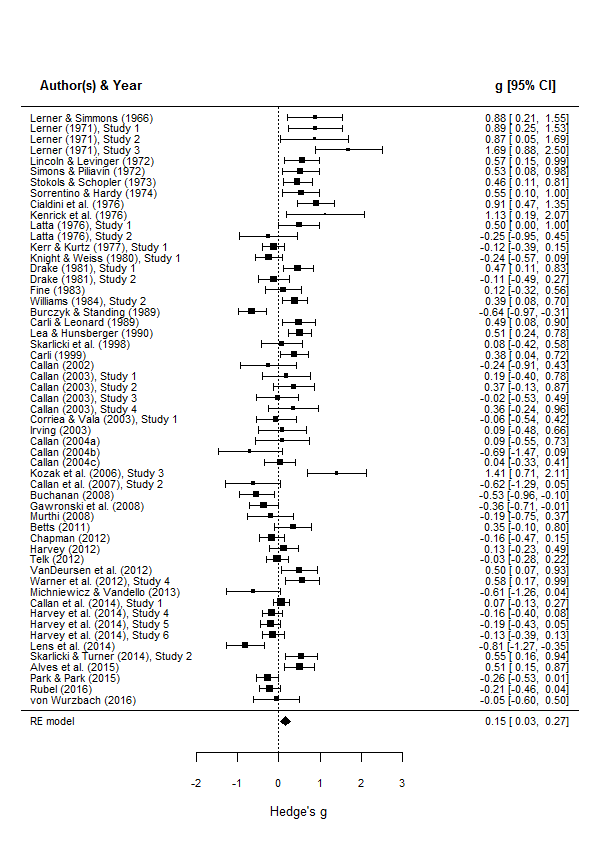 Author(s) & Year g [95% CI]
Lerner & Simmons (1966) 0.88 [ 0.21, 1.55]
Lerner (1971), Study 1 0.89 [ 0.25, 1.53]
Lerner (1971), Study 2 0.87 [ 0.05, 1.69]
Lerner (1971), Study 3 1.69 [ 0.88, 2.50]
Lincoln & Levinger (1972) 0.57 [ 0.15, 0.99]
Simons & Piliavin (1972) 0.53 [ 0.08, 0.98]
Stokols & Schopler (1973) 0.46 [ 0.11, 0.81]
Sorrentino & Hardy (1974) 0.55 [ 0.10, 1.00]
Cialdini et al. (1976) 0.91 [ 0.47, 1.35]
Kenrick et al. (1976) 1.13 [ 0.19, 2.07]
Latta (1976), Study 1 0.50 [ 0.00, 1.00]
Latta (1976), Study 2 -0.25 [-0.95, 0.45]
Kerr & Kurtz (1977), Study 1 -0.12 [-0.39, 0.15]
Knight & Weiss (1980), Study 1 -0.24 [-0.57, 0.09]
Drake (1981), Study 1 0.47 [ 0.11, 0.83]
Drake (1981), Study 2 -0.11 [-0.49, 0.27]
Fine (1983) 0.12 [-0.32, 0.56]
Williams (1984), Study 2 0.39 [ 0.08, 0.70]
Burczyk & Standing (1989) -0.64 [-0.97, -0.31]
Carli & Leonard (1989) 0.49 [ 0.08, 0.90]
Lea & Hunsberger (1990) 0.51 [ 0.24, 0.78]
Skarlicki et al. (1998) 0.08 [-0.42, 0.58]
Carli (1999) 0.38 [ 0.04, 0.72]
Callan (2002) -0.24 [-0.91, 0.43]
Callan (2003), Study 1 0.19 [-0.40, 0.78]
Callan (2003), Study 2 0.37 [-0.13, 0.87]
Callan (2003), Study 3 -0.02 [-0.53, 0.49]
Callan (2003), Study 4 0.36 [-0.24, 0.96]
Corriea & Vala (2003), Study 1 -0.06 [-0.54, 0.42]
Irving (2003) 0.09 [-0.48, 0.66]
Callan (2004a) 0.09 [-0.55, 0.73]
Callan (2004b) -0.69 [-1.47, 0.09]
Callan (2004c) 0.04 [-0.33, 0.41]
Kozak et al. (2006), Study 3 1.41 [ 0.71, 2.11]
Callan et al. (2007), Study 2 -0.62 [-1.29, 0.05]
Buchanan (2008) -0.53 [-0.96, -0.10]
Gawronski et al. (2008) -0.36 [-0.71, -0.01]
Murthi (2008) -0.19 [-0.75, 0.37]
Betts (2011) 0.35 [-0.10, 0.80]
Chapman (2012) -0.16 [-0.47, 0.15]
Harvey (2012) 0.13 [-0.23, 0.49]
Telk (2012) -0.03 [-0.28, 0.22]
VanDeursen et al. (2012) 0.50 [ 0.07, 0.93]
Warner et al. (2012), Study 4 0.58 [ 0.17, 0.99]
Michniewicz & Vandello (2013) -0.61 [-1.26, 0.04]
Callan et al. (2014), Study 1 0.07 [-0.13, 0.27]
Harvey et al. (2014), Study 4 -0.16 [-0.40, 0.08]
Harvey et al. (2014), Study 5 -0.19 [-0.43, 0.05]
Harvey et al. (2014), Study 6 -0.13 [-0.39, 0.13]
Lens et al. (2014) -0.81 [-1.27, -0.35]
Skarlicki & Turner (2014), Study 2 0.55 [ 0.16, 0.94]
Alves et al. (2015) 0.51 [ 0.15, 0.87]
Park & Park (2015) -0.26 [-0.53, 0.01]
Rubel (2016) -0.21 [-0.46, 0.04]
von Wurzbach (2016) -0.05 [-0.60, 0.50]
RE model 0.15 [ 0.03, 0.27]
-2 -1 0 1 2 3
Hedge's g